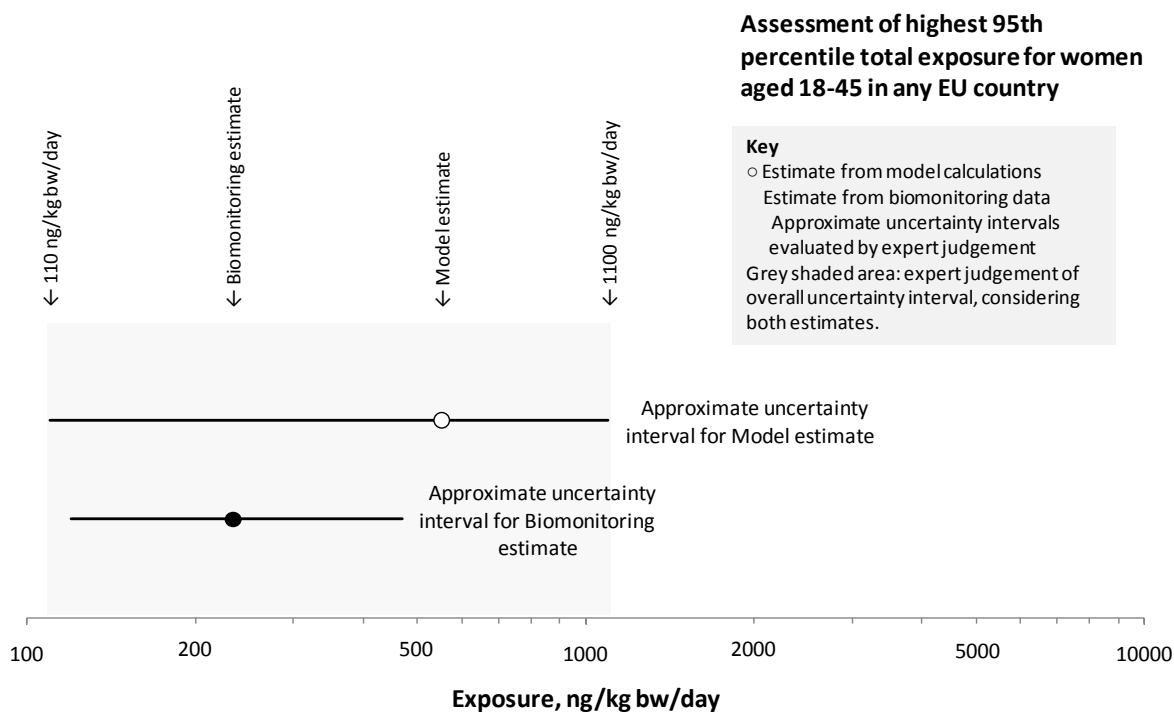 Assessment of highest 95th
percentile total exposure for women
aged 18-45 in any EU country
← 110 ng/kg bw/day
← Biomonitoring estimate
← Model estimate
← 1100 ng/kg bw/day
Key
○ Estimate from model calculations
Estimate from biomonitoring data
Approximate uncertainty intervals
evaluated by expert judgement
Grey shaded area: expert judgement of
overall uncertainty interval, considering
both estimates.
Approximate uncertainty
interval for Model estimate
Approximate uncertainty
interval for Biomonitoring
estimate
100 200 500 1000 2000 5000 10000
Exposure, ng/kg bw/day